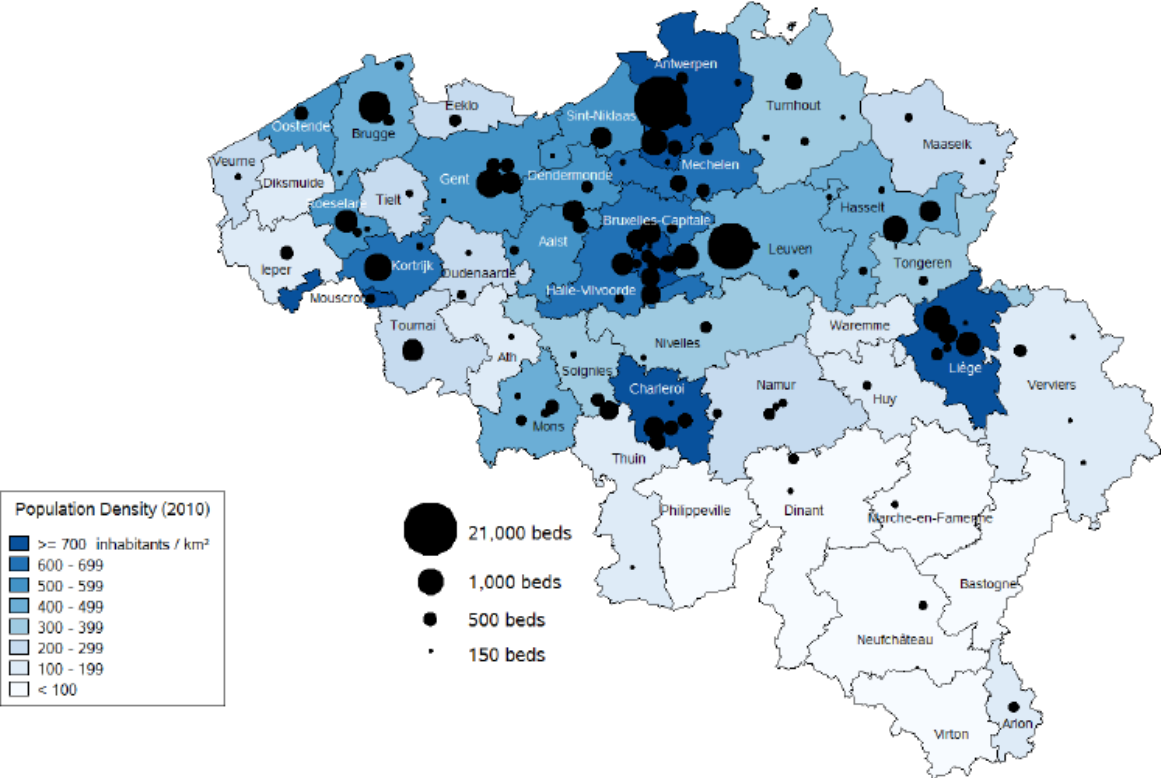 Antwerpen
Turnhout
Eeklo
Sint-Niklaas
Oostende
Brugge
Maaseik
Veurne
Mechelen
Dendermonde
Gent
Diksmuide
Tielt
Roeselare
Hasselt
Bruxelles-Capitale
Aalst
Leuven
Tongeren
Kortrijk
Ieper
Oudenaarde
Halle-Vilvoorde
Mouscron
Tournai
Waremme
Nivelles
Ath
Soignies
Liège
Charleroi
Namur
Verviers
Huy
Mons
Thuin
Population Density (2010)
>= 700 inhabitants / km²
600 - 699
500 - 599
400 - 499
300 - 399
200 - 299
100 - 199
< 100
21,000 beds
1,000 beds
500 beds
150 beds
Philippeville
Dinant
Marche-en-Famenne
Bastogne
Neufchâteau
Arlon
Virton